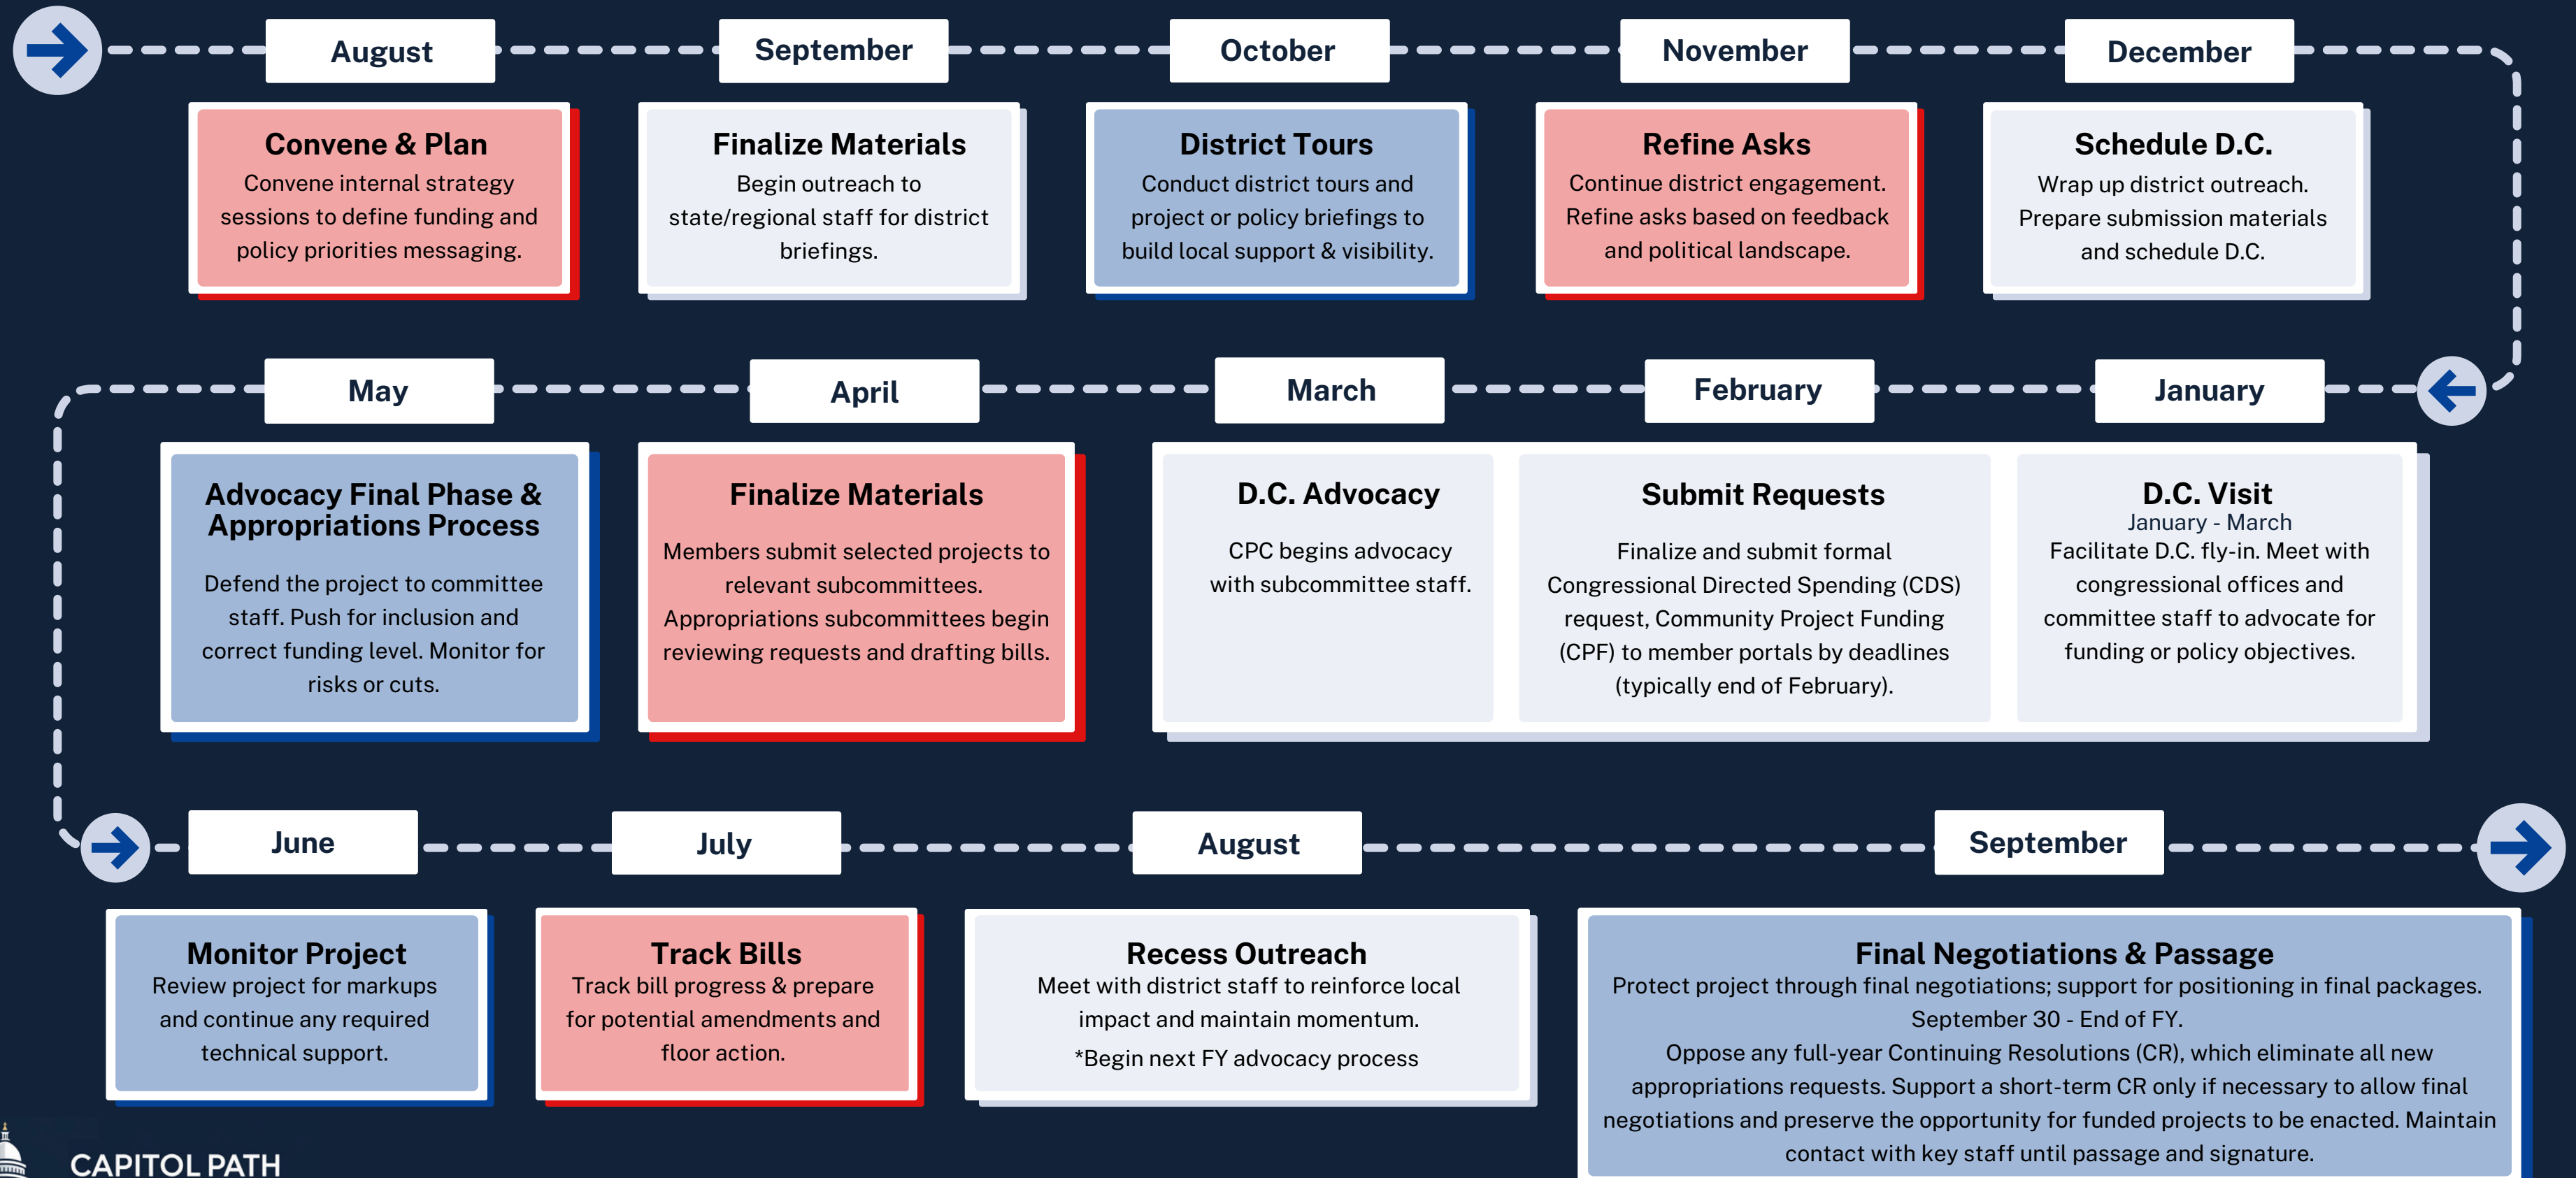 August
Convene & Plan
Convene internal strategy
sessions to define funding and
policy priorities messaging.
September
Finalize Materials
Begin outreach to
state/regional staff for district
briefings.
October
District Tours
Conduct district tours and
project or policy briefings to
build local support & visibility.
November
Refine Asks
Continue district engagement.
Refine asks based on feedback
and political landscape.
December
Schedule D.C.
Wrap up district outreach.
Prepare submission materials
and schedule D.C.
January
D.C. Visit
January - March
Facilitate D.C. fly-in. Meet with
congressional offices and
committee staff to advocate for
funding or policy objectives.
February
Submit Requests
Finalize and submit formal
Congressional Directed Spending (CDS)
request, Community Project Funding
(CPF) to member portals by deadlines
(typically end of February).
March
D.C. Advocacy
CPC begins advocacy
with subcommittee staff.
April
Finalize Materials
Members submit selected projects to
relevant subcommittees.
Appropriations subcommittees begin
reviewing requests and drafting bills.
May
Advocacy Final Phase &
Appropriations Process
Defend the project to committee
staff. Push for inclusion and
correct funding level. Monitor for
risks or cuts.
June
Monitor Project
Review project for markups
and continue any required
technical support.
July
Track Bills
Track bill progress & prepare
for potential amendments and
floor action.
August
Recess Outreach
Meet with district staff to reinforce local
impact and maintain momentum.
*Begin next FY advocacy process
September
Final Negotiations & Passage
Protect project through final negotiations; support for positioning in final packages.
September 30 - End of FY.
Oppose any full-year Continuing Resolutions (CR), which eliminate all new
appropriations requests. Support a short-term CR only if necessary to allow final
negotiations and preserve the opportunity for funded projects to be enacted. Maintain
contact with key staff until passage and signature.
CAPITOL PATH